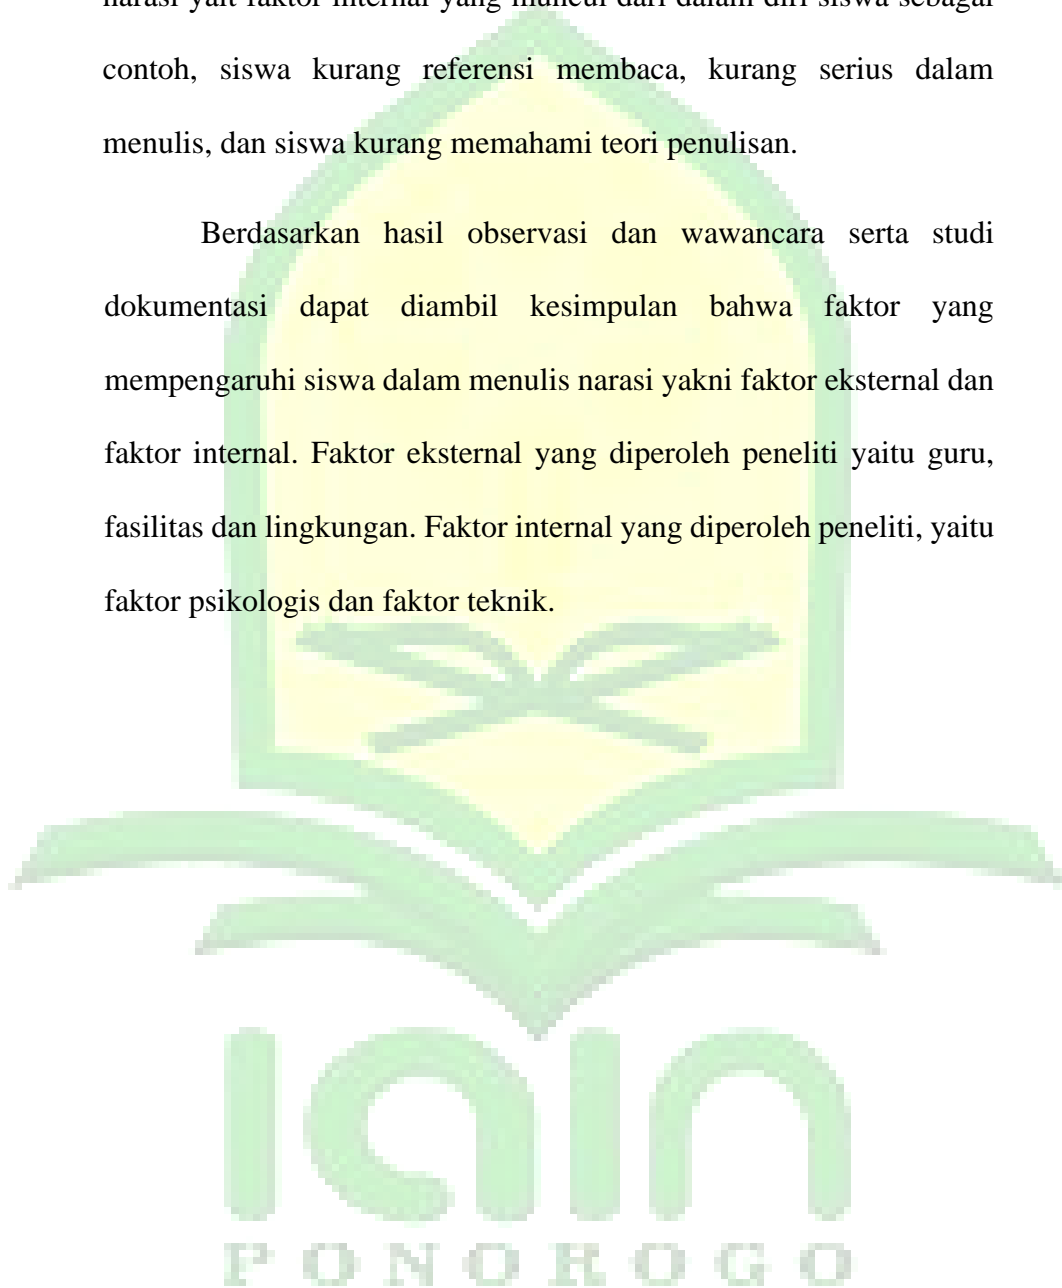 narasi yait faktor internal yang muncul dari dalam diri siswa sebagai
contoh, siswa kurang referensi membaca, kurang serius dalam
menulis, dan siswa kurang memahami teori penulisan.
Berdasarkan hasil observasi dan wawancara serta studi
dokumentasi dapat diambil kesimpulan bahwa faktor yang
mempengaruhi siswa dalam menulis narasi yakni faktor eksternal dan
faktor internal. Faktor eksternal yang diperoleh peneliti yaitu guru,
fasilitas dan lingkungan. Faktor internal yang diperoleh peneliti, yaitu
faktor psikologis dan faktor teknik.
iain
PONOROGO